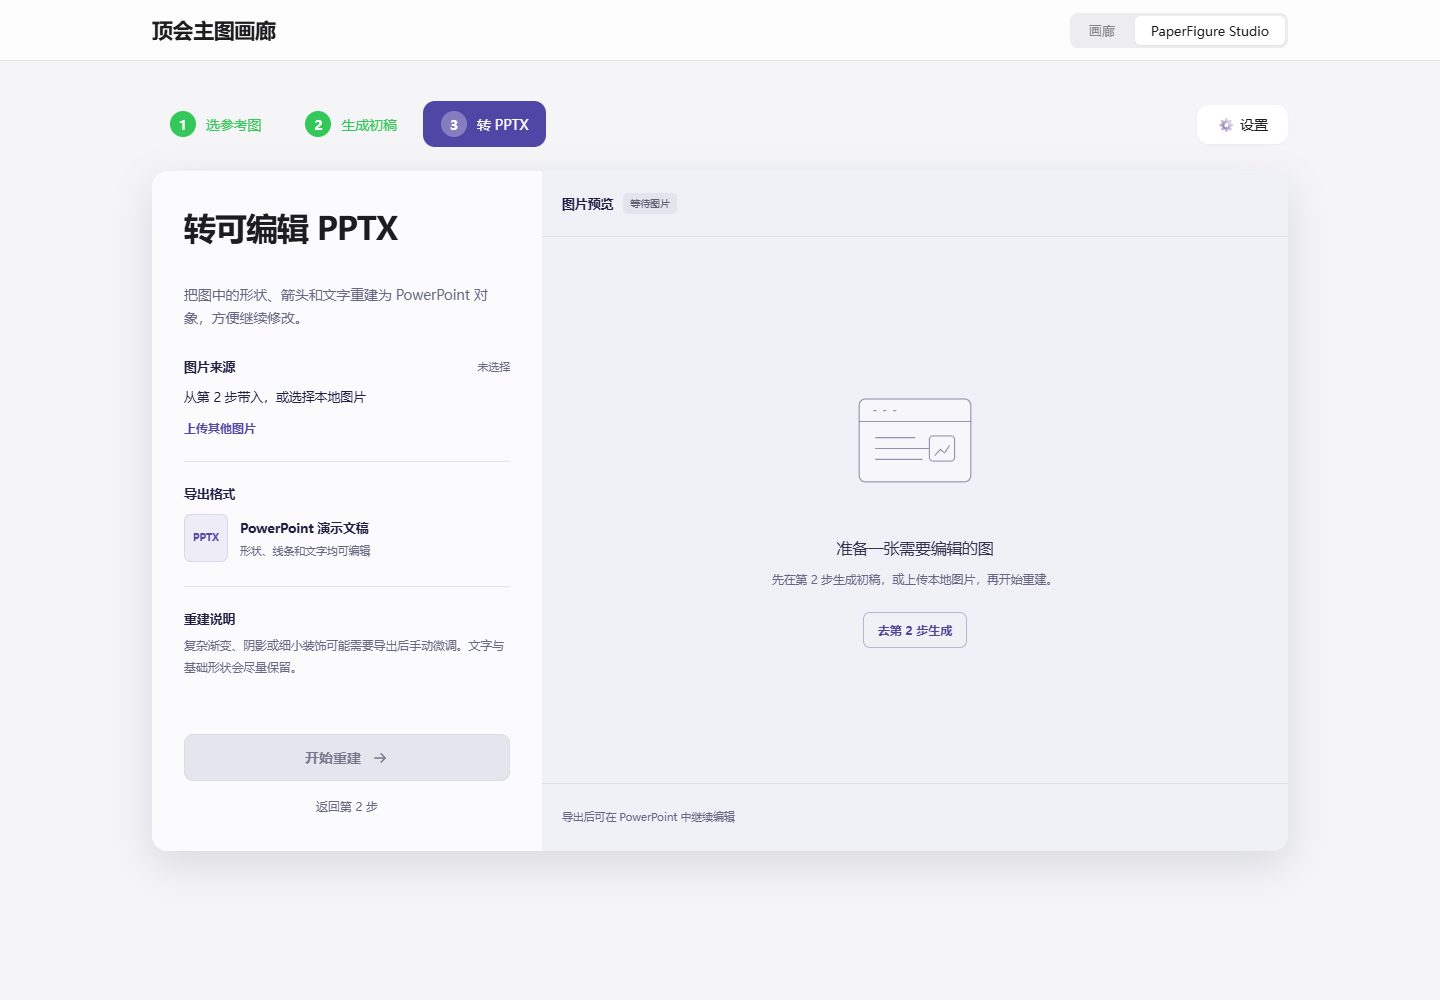 顶会主图画廊
画廊
PaperFigure Studio
1 选参考图
2 生成初稿
3 转 PPTX
设置
转可编辑 PPTX
把图中的形状、箭头和文字重建为 PowerPoint 对
象，方便继续修改。
图片来源
未选择
从第 2 步带入，或选择本地图片
上传其他图片
导出格式
PPTX
PowerPoint 演示文稿
形状、线条和文字均可编辑
重建说明
复杂渐变、阴影或细小装饰可能需要导出后手动微调。文字与
基础形状会尽量保留。
开始重建 →
返回第 2 步
图片预览
等待图片
准备一张需要编辑的图
先在第 2 步生成初稿，或上传本地图片，再开始重建。
去第 2 步生成
导出后可在 PowerPoint 中继续编辑